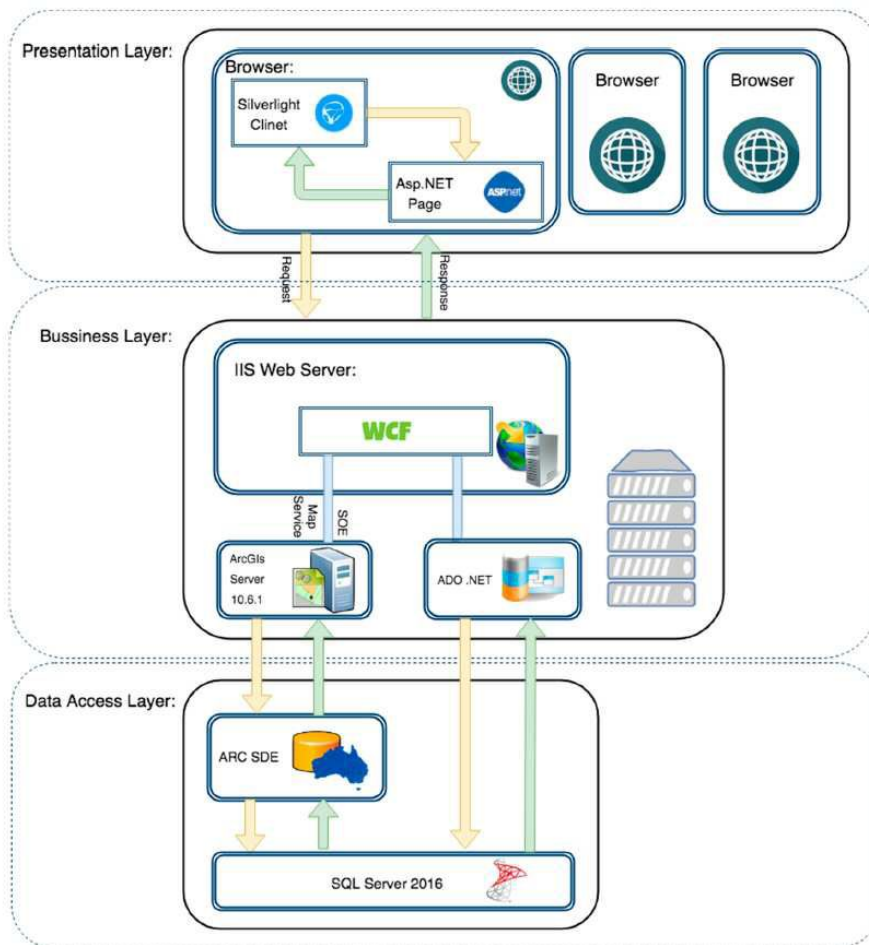 Presentation Layer:
Browser:
Silverlight
Clinet
Asp.NET
Page
ASP.net
Browser
Browser
Request
Response
Bussiness Layer:
IIS Web Server:
WCF
Map
Service
SOE
ArcGIs
Server
10.6.1
ADO .NET
Data Access Layer:
ARC SDE
SQL Server 2016